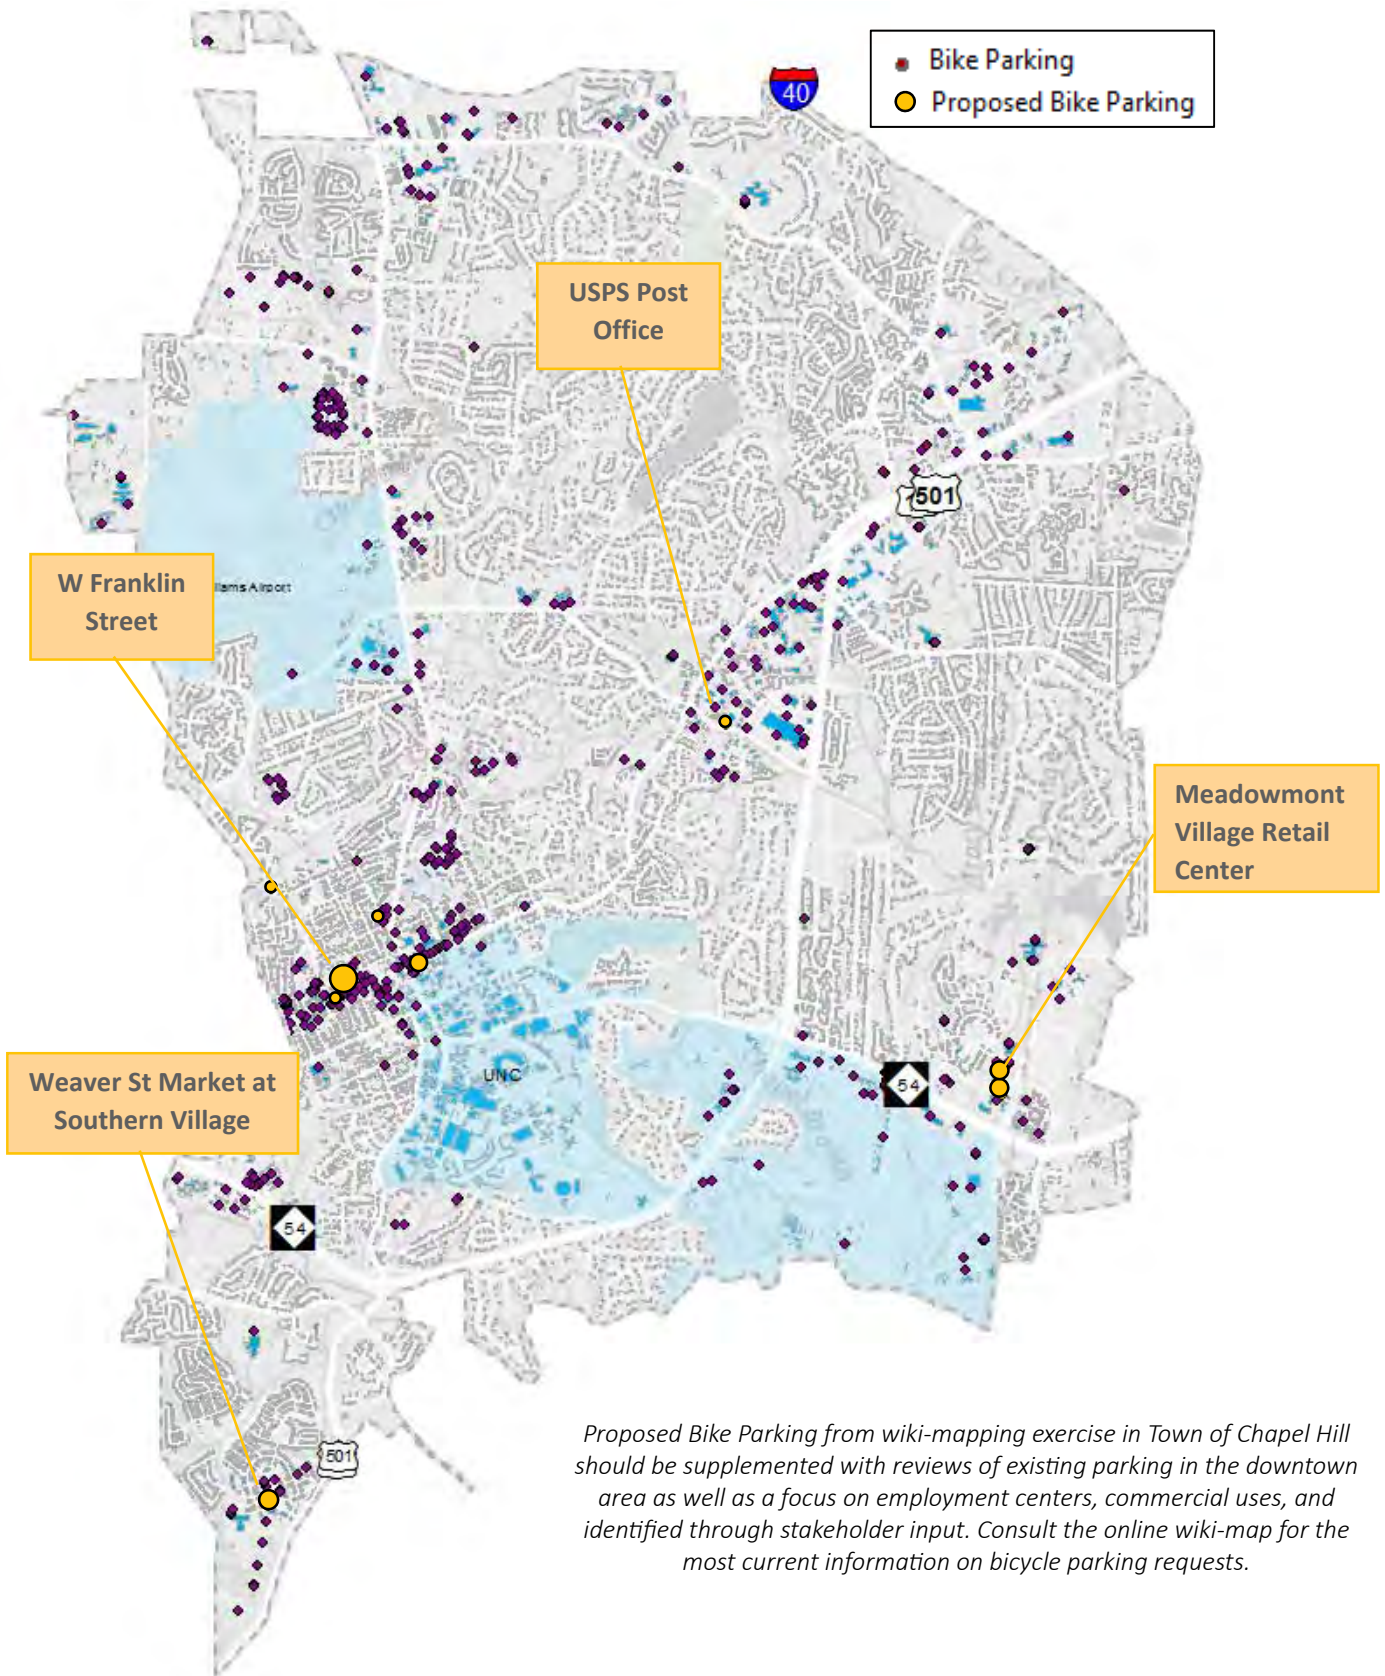 Bike Parking
Proposed Bike Parking
40
USPS Post
Office
501
W Franklin
Street
liams Airport
Meadowmont
Village Retail
Center
UNC
54
Weaver St Market at
Southern Village
54
501
Proposed Bike Parking from wiki-mapping exercise in Town of Chapel Hill
should be supplemented with reviews of existing parking in the downtown
area as well as a focus on employment centers, commercial uses, and
identified through stakeholder input. Consult the online wiki-map for the
most current information on bicycle parking requests.